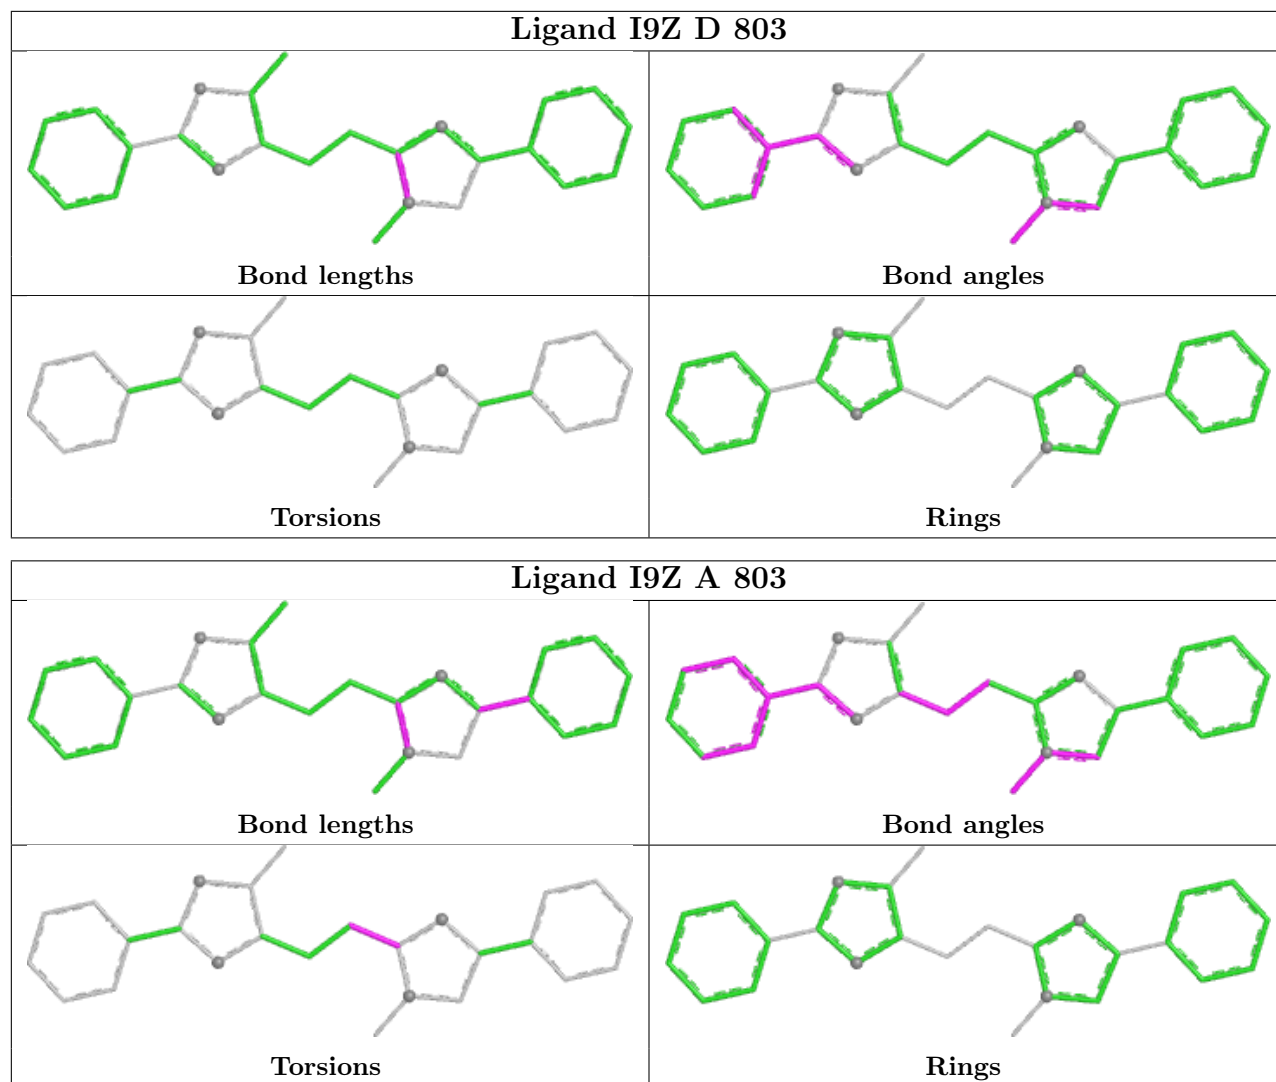 Ligand I9Z D 803
Bond lengths
Bond angles
Torsions
Rings
Ligand I9Z A 803
Bond lengths
Bond angles
Torsions
Rings